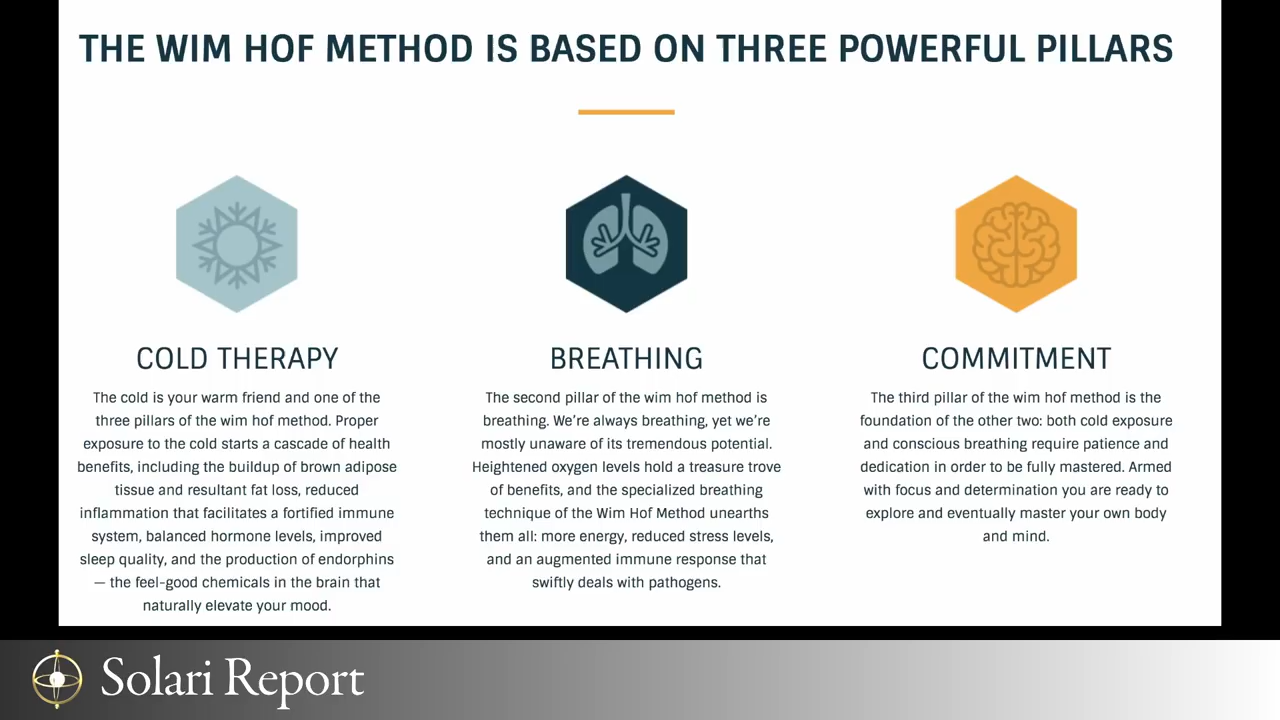 THE WIM HOF METHOD IS BASED ON THREE POWERFUL PILLARS
COLD THERAPY
The cold is your warm friend and one of the
three pillars of the wim hof method. Proper
exposure to the cold starts a cascade of health
benefits, including the buildup of brown adipose
tissue and resultant fat loss, reduced
inflammation that facilitates a fortified immune
system, balanced hormone levels, improved
sleep quality, and the production of endorphins
— the feel-good chemicals in the brain that
naturally elevate your mood.
BREATHING
The second pillar of the wim hof method is
breathing. We’re always breathing, yet we’re
mostly unaware of its tremendous potential.
Heightened oxygen levels hold a treasure trove
of benefits, and the specialized breathing
technique of the Wim Hof Method unearths
them all: more energy, reduced stress levels,
and an augmented immune response that
swiftly deals with pathogens.
COMMITMENT
The third pillar of the wim hof method is the
foundation of the other two: both cold exposure
and conscious breathing require patience and
dedication in order to be fully mastered. Armed
with focus and determination you are ready to
explore and eventually master your own body
and mind.
Solari Report